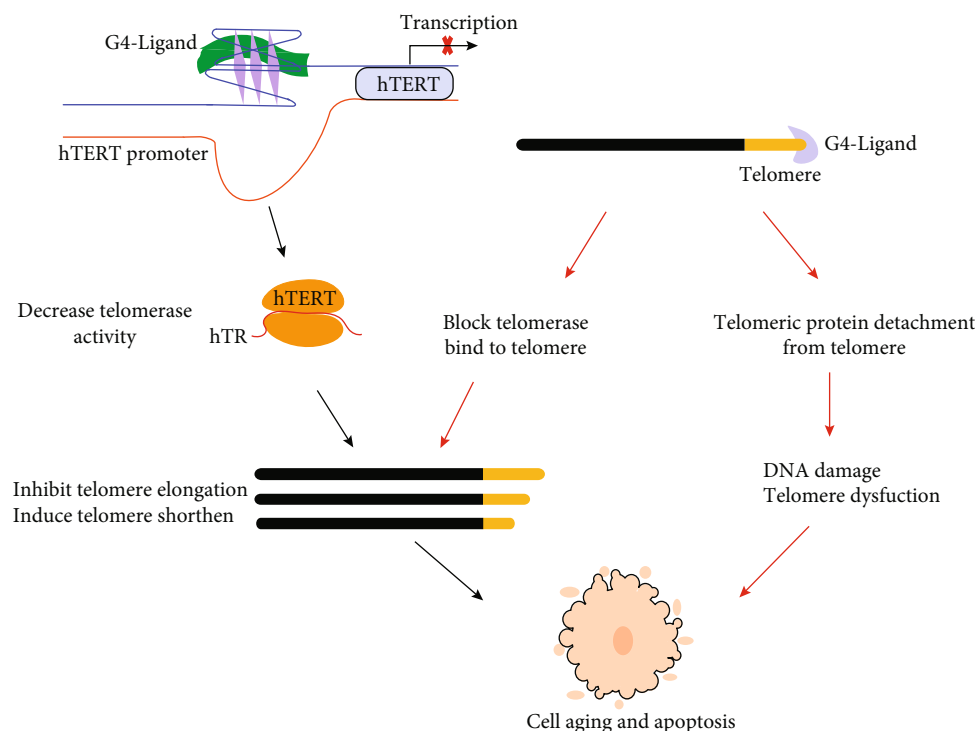 Transcription
G4-Ligand
hTERT
hTERT promoter
G4-Ligand
Telomere
Decrease telomerase
activity
hTERT
hTR
Block telomerase
bind to telomere
Telomeric protein detachment
from telomere
Inhibit telomere elongation
Induce telomere shorthen
DNA damage
Telomere dysfuction
Cell aging and apoptosis